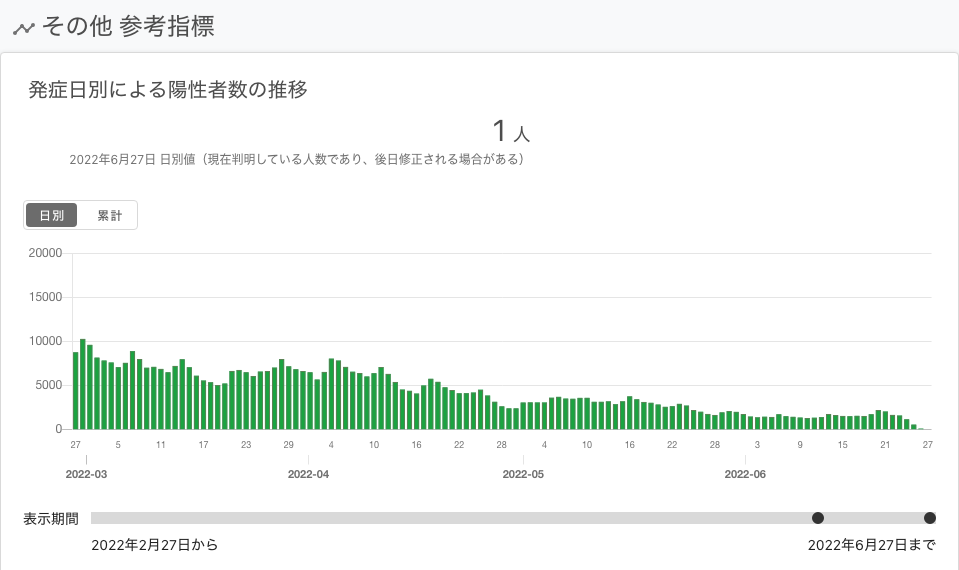 その他 参考指標
発症日別による陽性者数の推移
1 人
2022年6月27日 日別値（現在判明している人数であり、後日修正される場合がある）
日別 累計
20000
15000
10000
5000
0
27 5 11 17 23 29 4 10 16 22 28 4 10 16 22 28 3 9 15 21 27
2022-03 2022-04 2022-05 2022-06
表示期間
2022年2月27日から 2022年6月27日まで